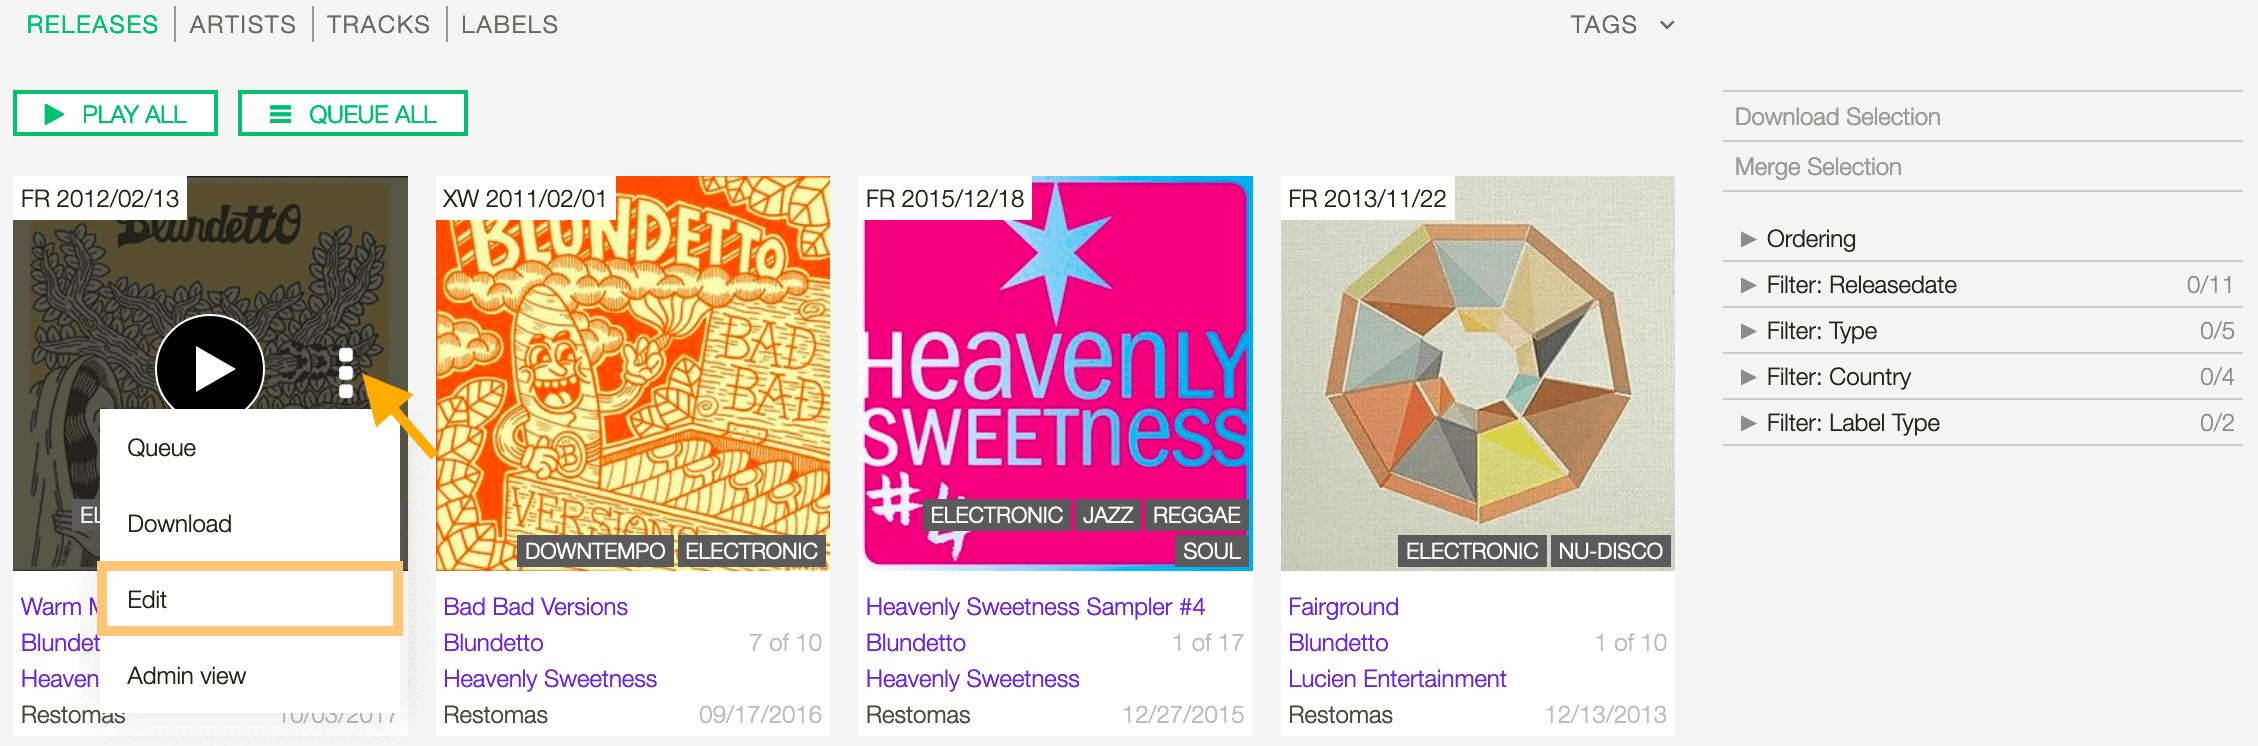 RELEASES ARTISTS TRACKS LABELS TAGS
PLAY ALL QUEUE ALL
Download Selection
Merge Selection
Ordering
Filter: Releasedate 0/11
Filter: Type 0/5
Filter: Country 0/4
Filter: Label Type 0/2
FR 2012/02/13
Blundetto
Queue
Download
Edit
Admin view
Restomas 10/03/2017
XW 2011/02/01
BLUNDETTO
BAD
BAD
VERSIONS
DOWNTEMPO ELECTRONIC
Bad Bad Versions
Blundetto 7 of 10
Heavenly Sweetness
Restomas 09/17/2016
FR 2015/12/18
HeavenLY
SWEETness
#4
ELECTRONIC JAZZ REGGAE
SOUL
Heavenly Sweetness Sampler #4
Blundetto 1 of 17
Heavenly Sweetness
Restomas 12/27/2015
FR 2013/11/22
ELECTRONIC NU-DISCO
Fairground
Blundetto 1 of 10
Lucien Entertainment
Restomas 12/13/2013